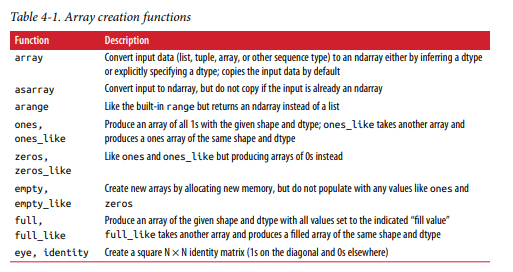 Table 4-1. Array creation functions
Function Description
array Convert input data (list, tuple, array, or other sequence type) to an ndarray either by inferring a dtype
or explicitly specifying a dtype; copies the input data by default
asarray Convert input to ndarray, but do not copy if the input is already an ndarray
arange Like the built-in range but returns an ndarray instead of a list
ones, Produce an array of all 1s with the given shape and dtype; ones_like takes another array and
ones_like produces a ones array of the same shape and dtype
zeros, Like ones and ones_like but producing arrays of 0s instead
zeros_like
empty, Create new arrays by allocating new memory, but do not populate with any values like ones and
empty_like zeros
full, Produce an array of the given shape and dtype with all values set to the indicated “fill value”
full_like full_like takes another array and produces a filled array of the same shape and dtype
eye, identity Create a square N × N identity matrix (1s on the diagonal and 0s elsewhere)